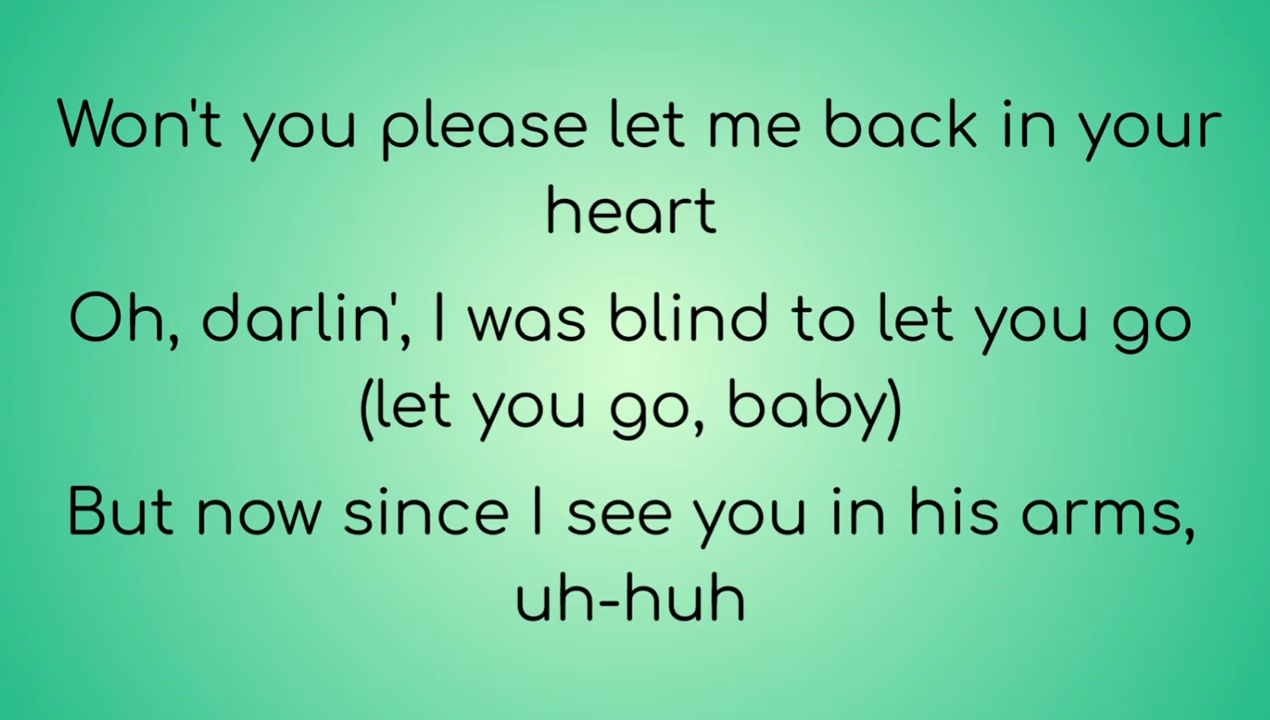 Won't you please let me back in your
heart
Oh, darlin', I was blind to let you go
(let you go, baby)
But now since I see you in his arms,
uh-huh